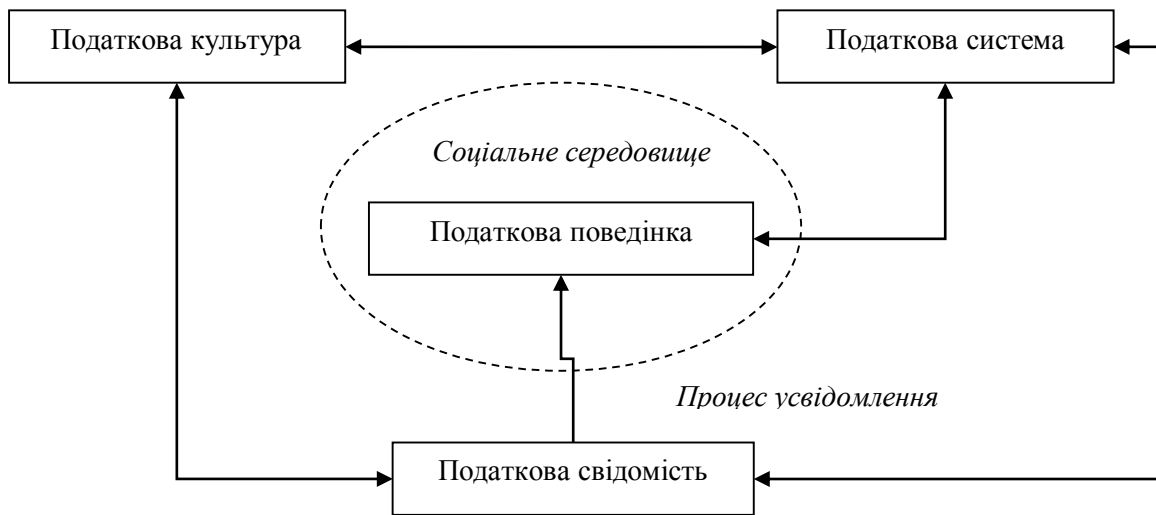 Податкова культура
Податкова система
Соціальне середовище
Податкова поведінка
Процес усвідомлення
Податкова свідомість